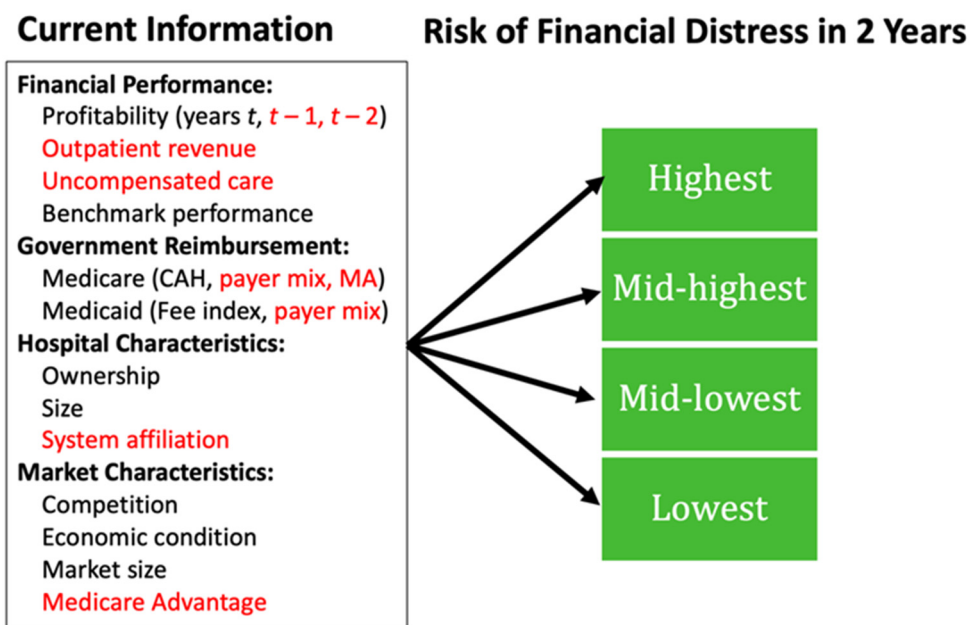 Current Information
Risk of Financial Distress in 2 Years
Financial Performance:
Profitability (years t, t – 1, t – 2)
Outpatient revenue
Uncompensated care
Benchmark performance
Government Reimbursement:
Medicare (CAH, payer mix, MA)
Medicaid (Fee index, payer mix)
Hospital Characteristics:
Ownership
Size
System affiliation
Market Characteristics:
Competition
Economic condition
Market size
Medicare Advantage
Highest
Mid-highest
Mid-lowest
Lowest